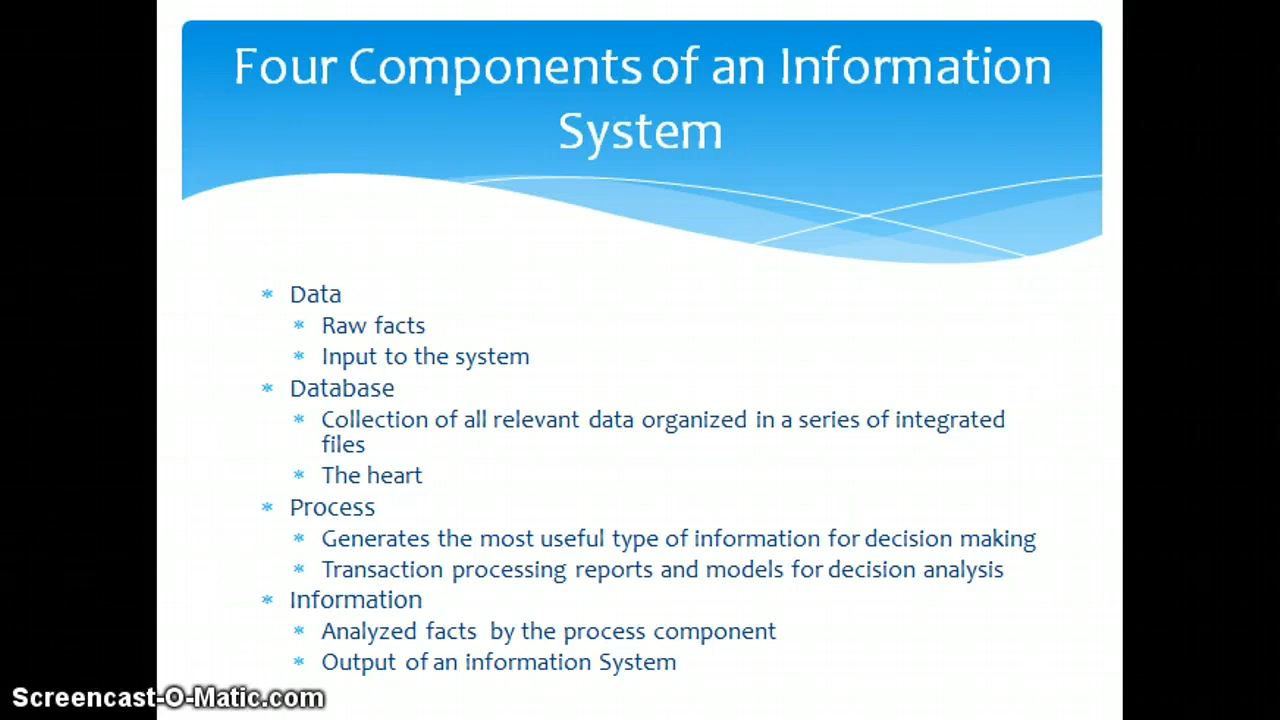 Four Components of an Information
System
* Data
* Raw facts
* Input to the system
* Database
* Collection of all relevant data organized in a series of integrated
files
* The heart
* Process
* Generates the most useful type of information for decision making
* Transaction processing reports and models for decision analysis
* Information
* Analyzed facts by the process component
* Output of an information System
Screencast-O-Matic.com